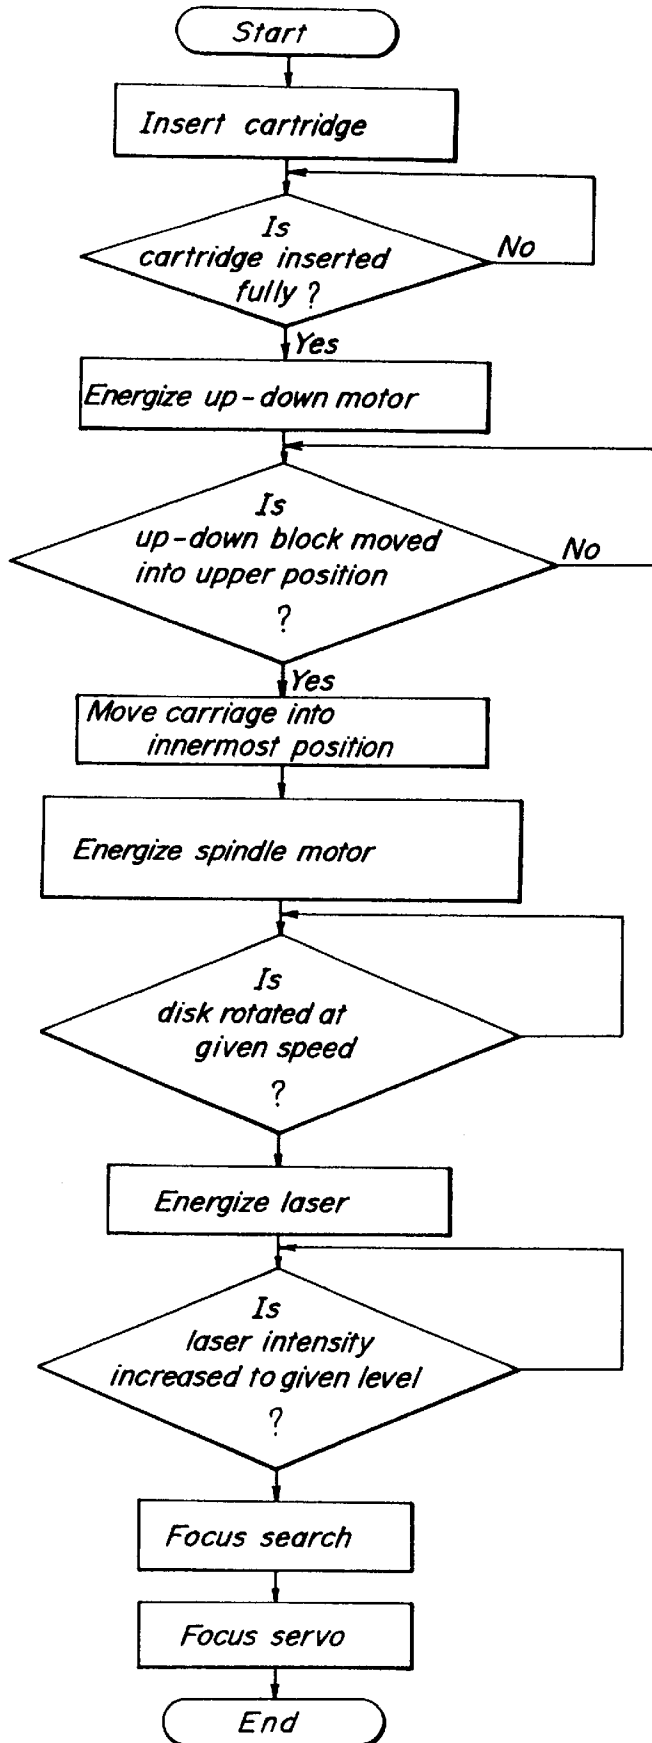 Start
Insert cartridge
Is
cartridge inserted
fully ?
No
Yes
Energize up-down motor
Is
up-down block moved
into upper position
?
No
Yes
Move carriage into
innermost position
Energize spindle motor
Is
disk rotated at
given speed
?
Energize laser
Is
laser intensity
increased to given level
?
Focus search
Focus servo
End